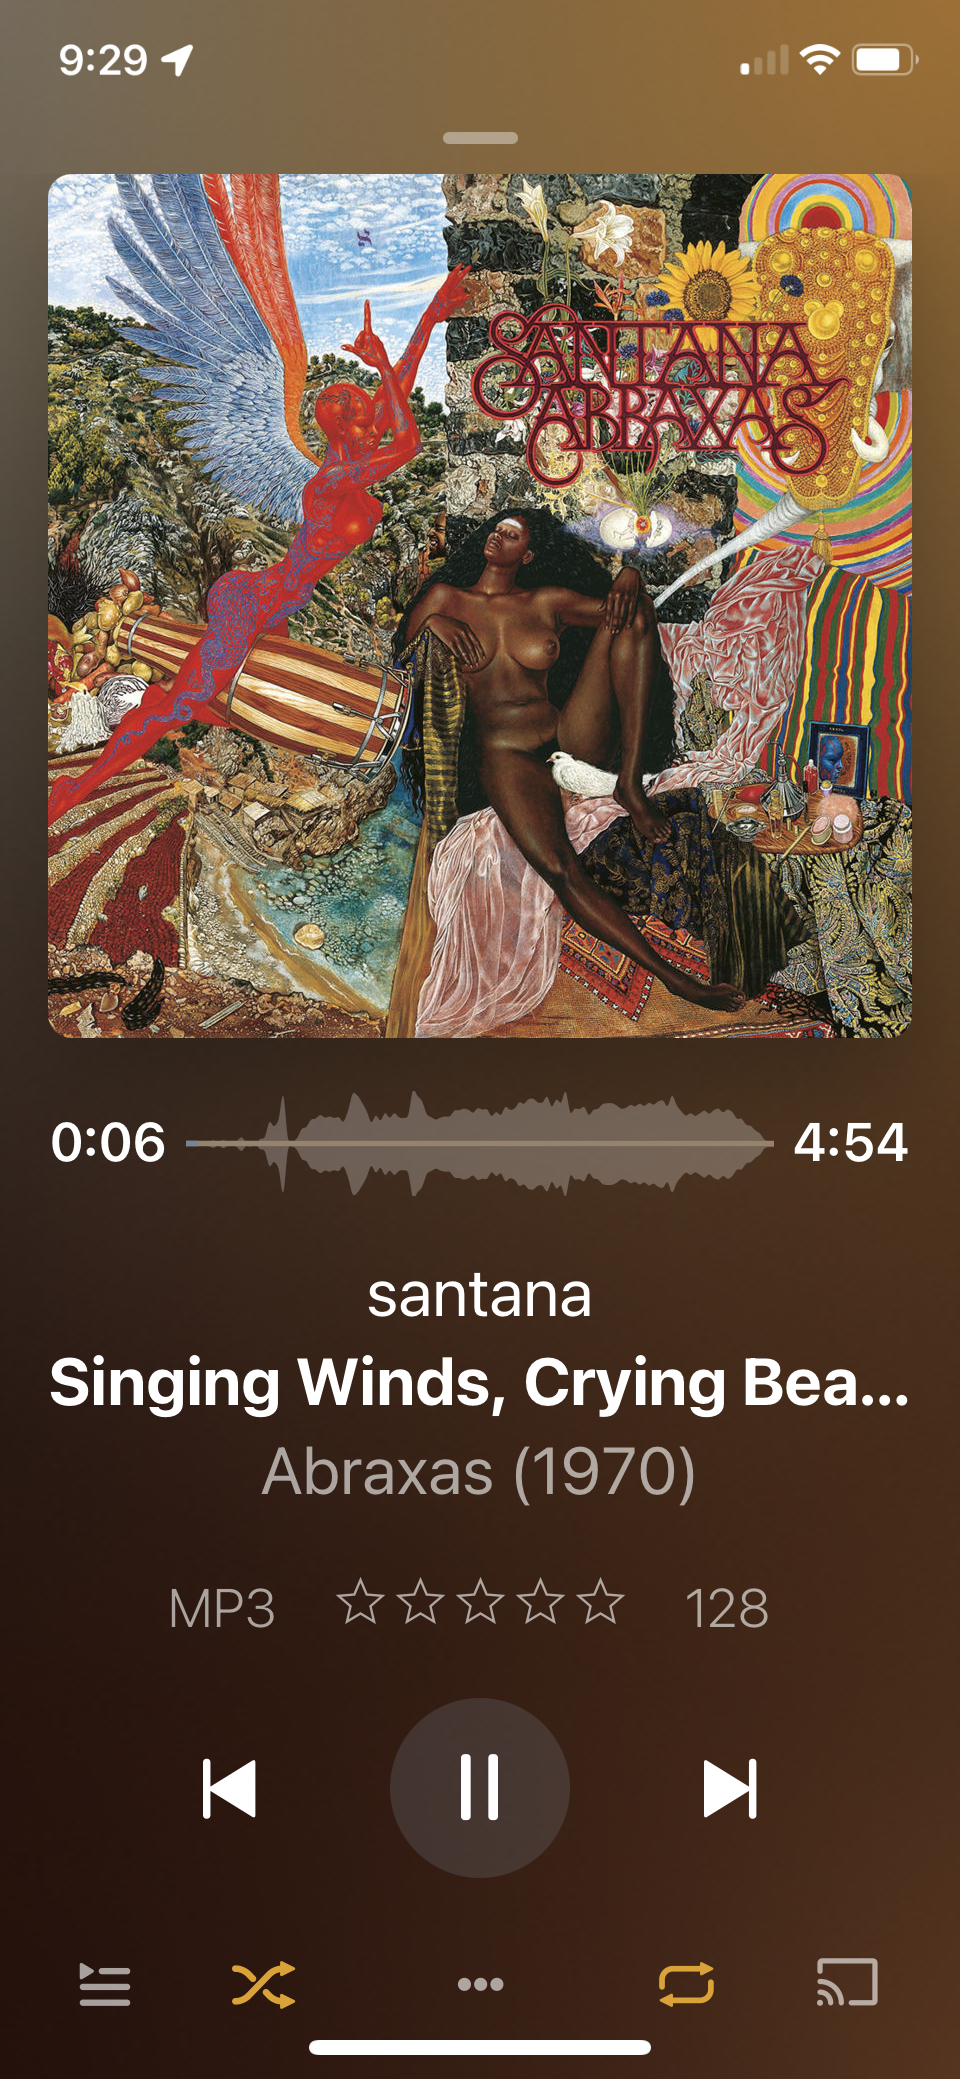 9:29
SANTANA
ABRAXAS
0:06
4:54
santana
Singing Winds, Crying Bea...
Abraxas (1970)
MP3
128